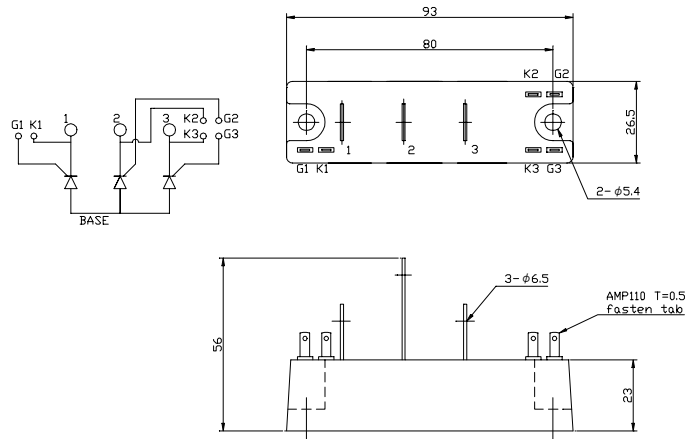 93
80
K2 G2
1 2 3
K2 G2
G1 K1
K3 G3
26.5
1 2 3
G1 K1
K3 G3
2-ϕ5.4
BASE
3-ϕ6.5
AMP110 T=0.5
fasten tab
56
23